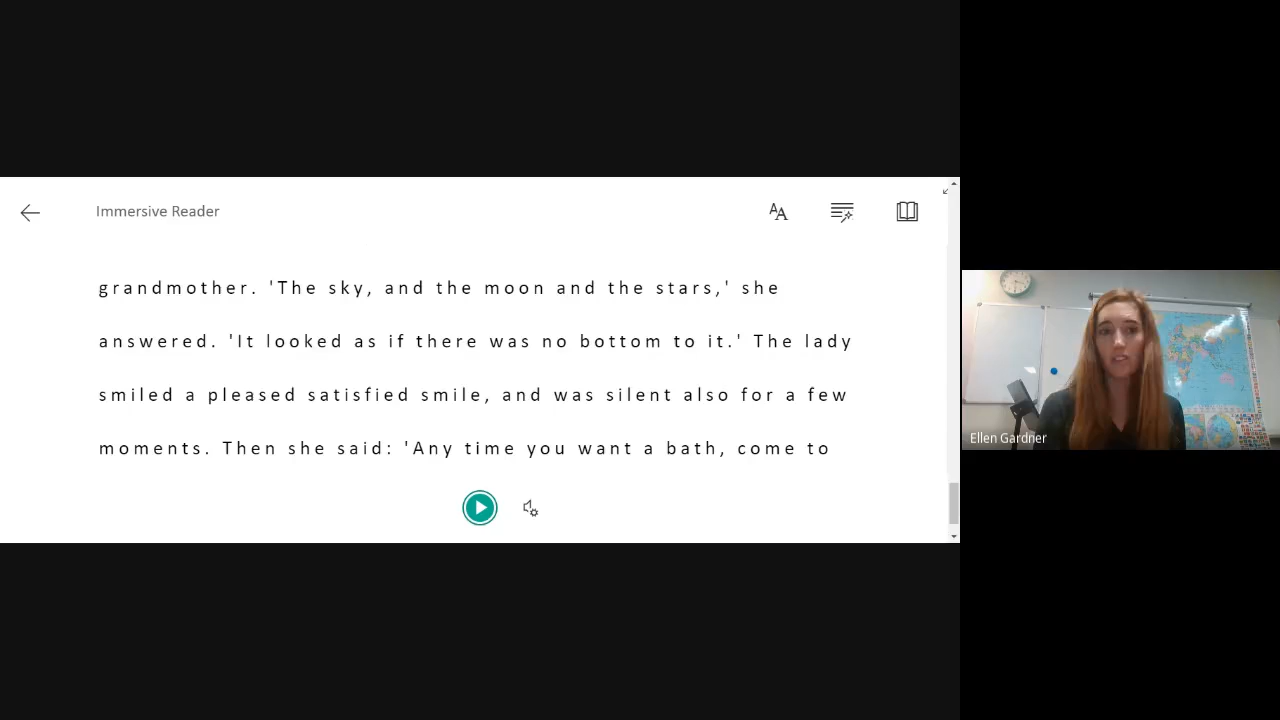 Immersive Reader
grandmother. 'The sky, and the moon and the stars,' she
answered. 'It looked as if there was no bottom to it.' The lady
smiled a pleased satisfied smile, and was silent also for a few
moments. Then she said: 'Any time you want a bath, come to
Ellen Gardner